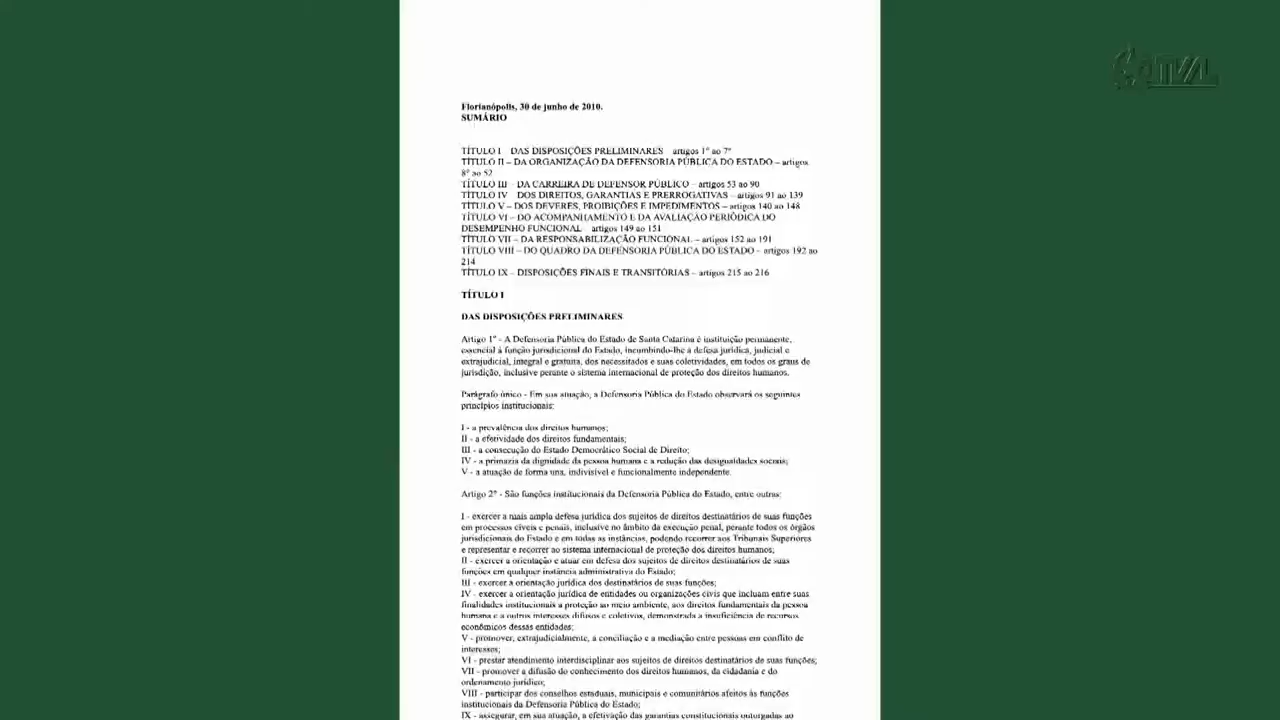 TVAL
Florianópolis, 30 de junho de 2010.
SUMÁRIO
TÍTULO I DAS DISPOSIÇÕES PRELIMINARES artigos 1º ao 7º
TÍTULO II – DA ORGANIZAÇÃO DA DEFENSORIA PÚBLICA DO ESTADO – artigos
8º ao 52
TÍTULO III – DA CARREIRA DE DEFENSOR PÚBLICO – artigos 53 ao 90
TÍTULO IV DOS DIREITOS, GARANTIAS E PRERROGATIVAS – artigos 91 ao 139
TÍTULO V – DOS DEVERES, PROIBIÇÕES E IMPEDIMENTOS – artigos 140 ao 148
TÍTULO VI – DO ACOMPANHAMENTO E DA AVALIAÇÃO PERIÓDICA DO
DESEMPENHO FUNCIONAL artigos 149 ao 151
TÍTULO VII – DA RESPONSABILIZAÇÃO FUNCIONAL – artigos 152 ao 191
TÍTULO VIII – DO QUADRO DA DEFENSORIA PÚBLICA DO ESTADO – artigos 192 ao
214
TÍTULO IX – DISPOSIÇÕES FINAIS E TRANSITÓRIAS – artigos 215 ao 216
TÍTULO I
DAS DISPOSIÇÕES PRELIMINARES
Artigo 1º - A Defensoria Pública do Estado de Santa Catarina é instituição permanente,
essencial à função jurisdicional do Estado, incumbindo-lhe a defesa jurídica, judicial e
extrajudicial, integral e gratuita, dos necessitados e suas coletividades, em todos os graus de
jurisdição, inclusive perante o sistema internacional de proteção dos direitos humanos.
Parágrafo único - Em sua atuação, a Defensoria Pública do Estado observará os seguintes
princípios institucionais:
I - a prevalência dos direitos humanos;
II - a efetividade dos direitos fundamentais;
III - a consecução do Estado Democrático Social de Direito;
IV - a primazia da dignidade da pessoa humana e a redução das desigualdades sociais;
V - a atuação de forma una, indivisível e funcionalmente independente.
Artigo 2º - São funções institucionais da Defensoria Pública do Estado, entre outras:
I - exercer a mais ampla defesa jurídica dos sujeitos de direitos destinatários de suas funções
em processos cíveis e penais, inclusive no âmbito da execução penal, perante todos os órgãos
jurisdicionais do Estado e em todas as instâncias, podendo recorrer aos Tribunais Superiores
e representar e recorrer ao sistema internacional de proteção dos direitos humanos;
II - exercer a orientação e atuar em defesa dos sujeitos de direitos destinatários de suas
funções em qualquer instância administrativa do Estado;
III - exercer a orientação jurídica dos destinatários de suas funções;
IV - exercer a orientação jurídica de entidades ou organizações civis que incluam entre suas
finalidades institucionais a proteção ao meio ambiente, aos direitos fundamentais da pessoa
humana e a outros interesses difusos e coletivos, demonstrada a insuficiência de recursos
econômicos dessas entidades;
V - promover, extrajudicialmente, a conciliação e a mediação entre pessoas em conflito de
interesses;
VI - prestar atendimento interdisciplinar aos sujeitos de direitos destinatários de suas funções;
VII - promover a difusão do conhecimento dos direitos humanos, da cidadania e do
ordenamento jurídico;
VIII - participar dos conselhos estaduais, municipais e comunitários afeitos às funções
institucionais da Defensoria Pública do Estado;
IX - assegurar, em sua atuação, a efetivação das garantias constitucionais outorgadas ao